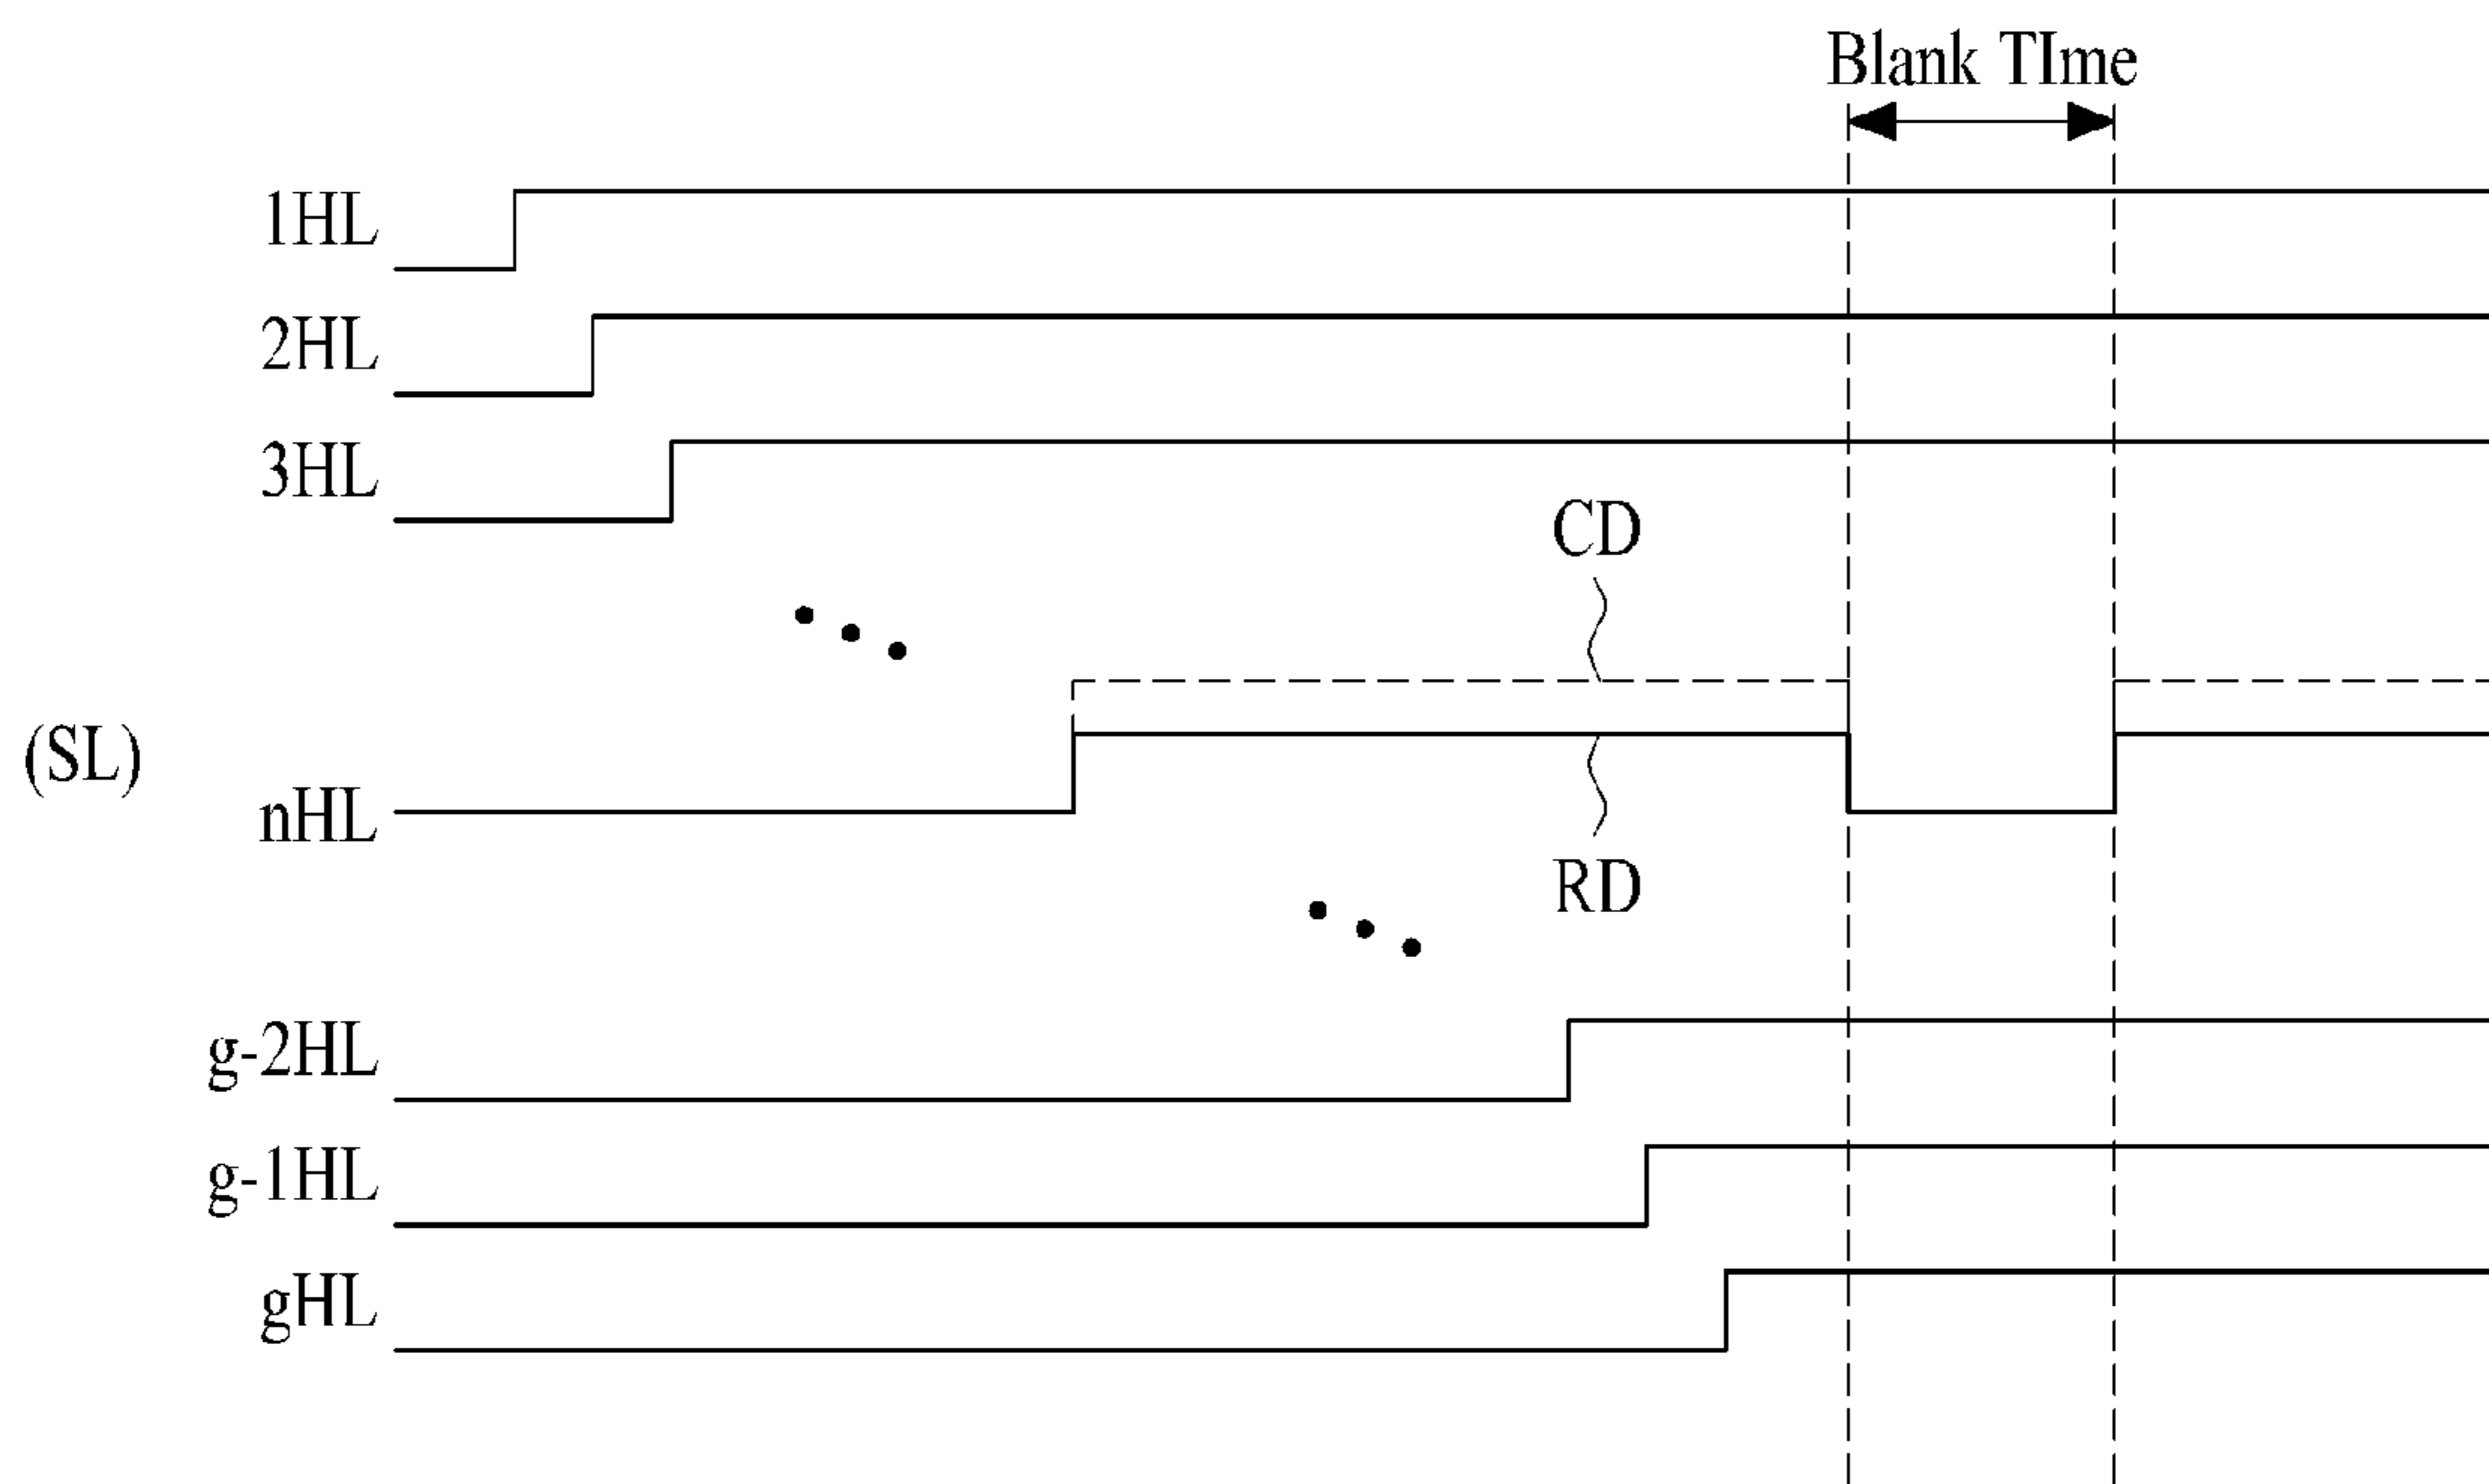 Blank TIme
1HL
2HL
3HL
CD
(SL)
nHL
RD
g-2HL
g-1HL
gHL